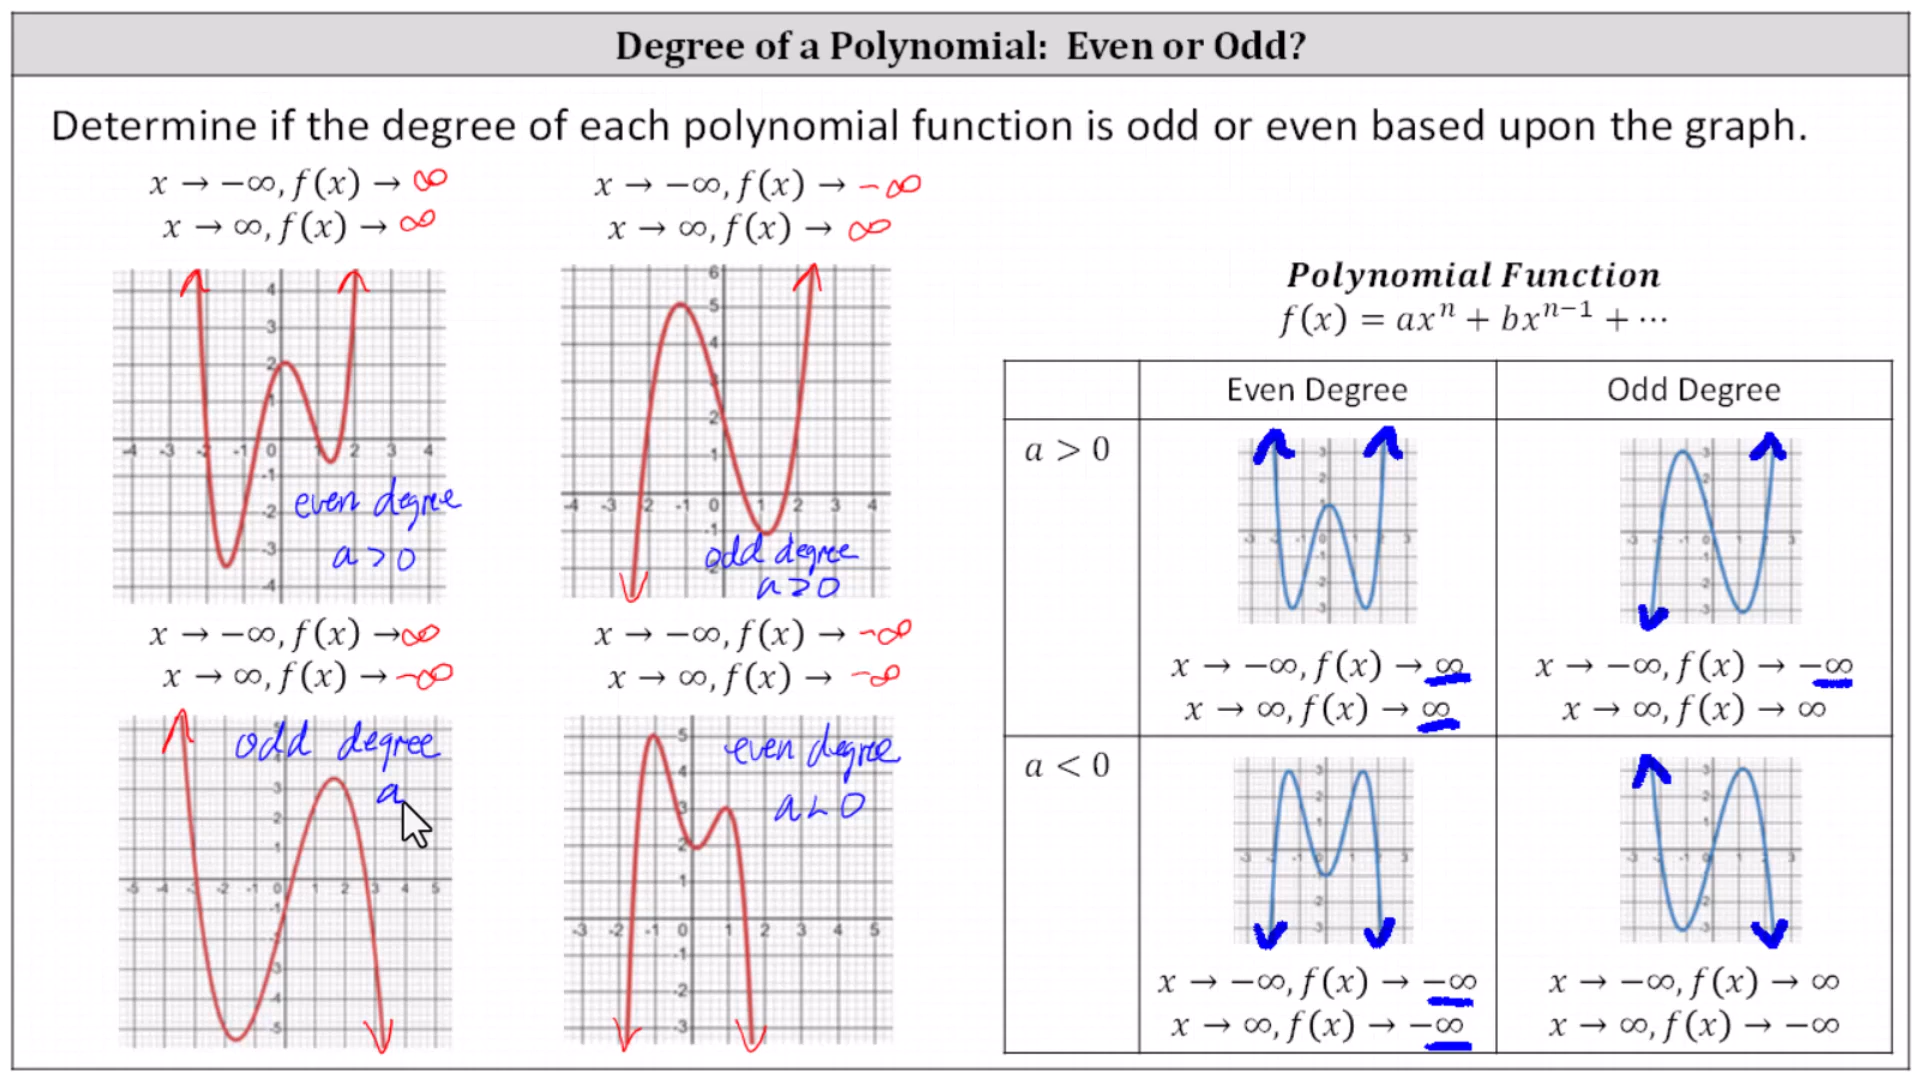 Degree of a Polynomial: Even or Odd?
Determine if the degree of each polynomial function is odd or even based upon the graph.
x → −∞, f(x) → ∞
x → ∞, f(x) → ∞
even degree
a > 0
x → −∞, f(x) → −∞
x → ∞, f(x) → ∞
odd degree
a > 0
x → −∞, f(x) → ∞
x → ∞, f(x) → −∞
odd degree
a
x → −∞, f(x) → −∞
x → ∞, f(x) → −∞
even degree
a < 0
Polynomial Function
f(x) = axⁿ + bxⁿ⁻¹ + ⋯
Even Degree
Odd Degree
a > 0
x → −∞, f(x) → ∞
x → ∞, f(x) → ∞
x → −∞, f(x) → −∞
x → ∞, f(x) → ∞
a < 0
x → −∞, f(x) → −∞
x → ∞, f(x) → −∞
x → −∞, f(x) → ∞
x → ∞, f(x) → −∞